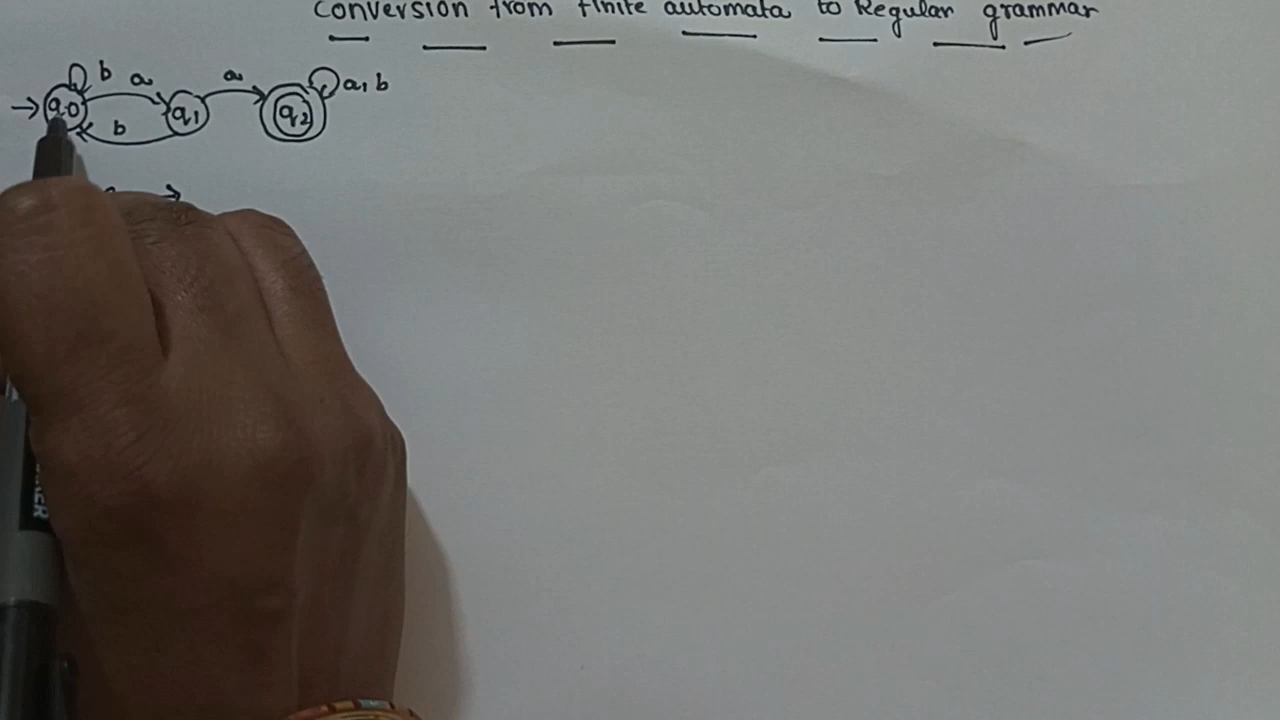 Conversion from finite automata to Regular grammar
b a a a, b
q0 q1 q2
b